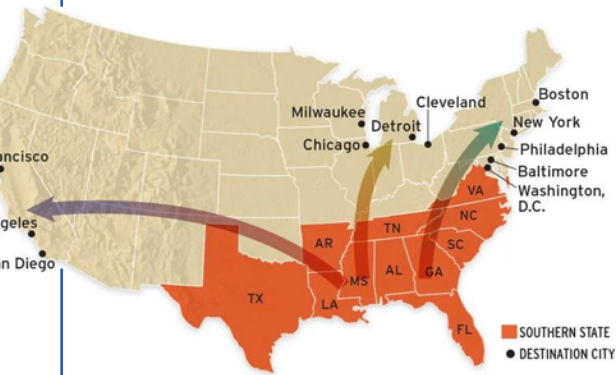 Boston
Cleveland
Milwaukee
New York
Detroit
Chicago
Philadelphia
ancisco
Baltimore
Washington,
D.C.
VA
NC
TN
geles
AR
SC
n Diego
MS
AL
GA
TX
LA
FL
SOUTHERN STATE
DESTINATION CITY